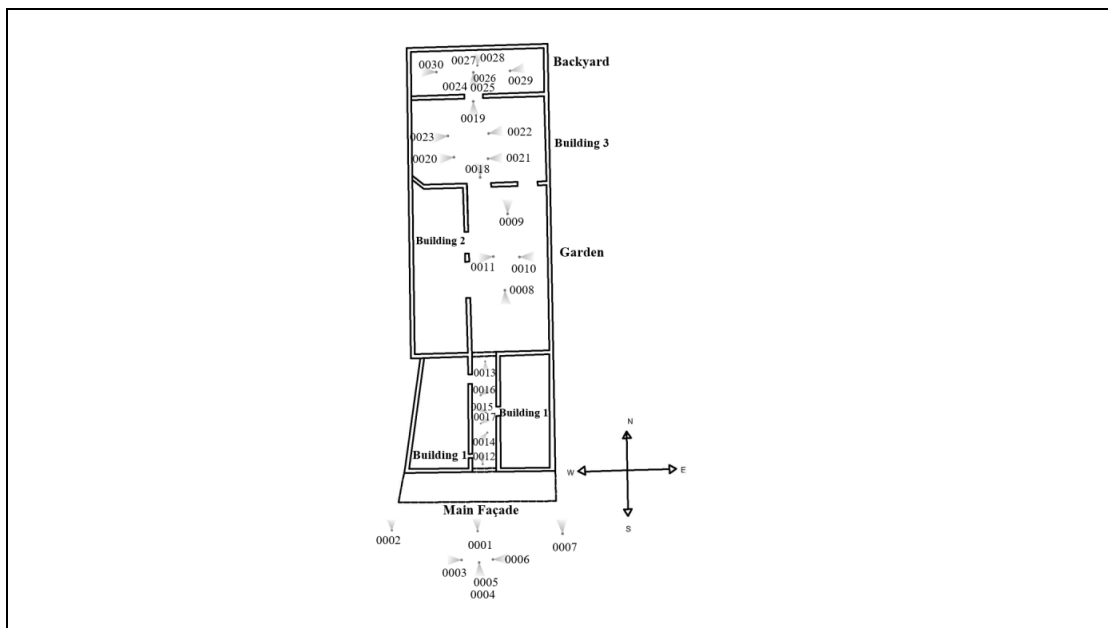 0027 0028
Backyard
0030
0026
0029
0024 0025
0019
0023
0022
Building 3
0020
0021
0018
0009
Building 2
Garden
0011
0010
0008
0013
0016
0015
Building 1
0017
N
0014
Building 1
0012
W
E
Main Façade
S
0002
0001
0007
0003
0006
0005
0004